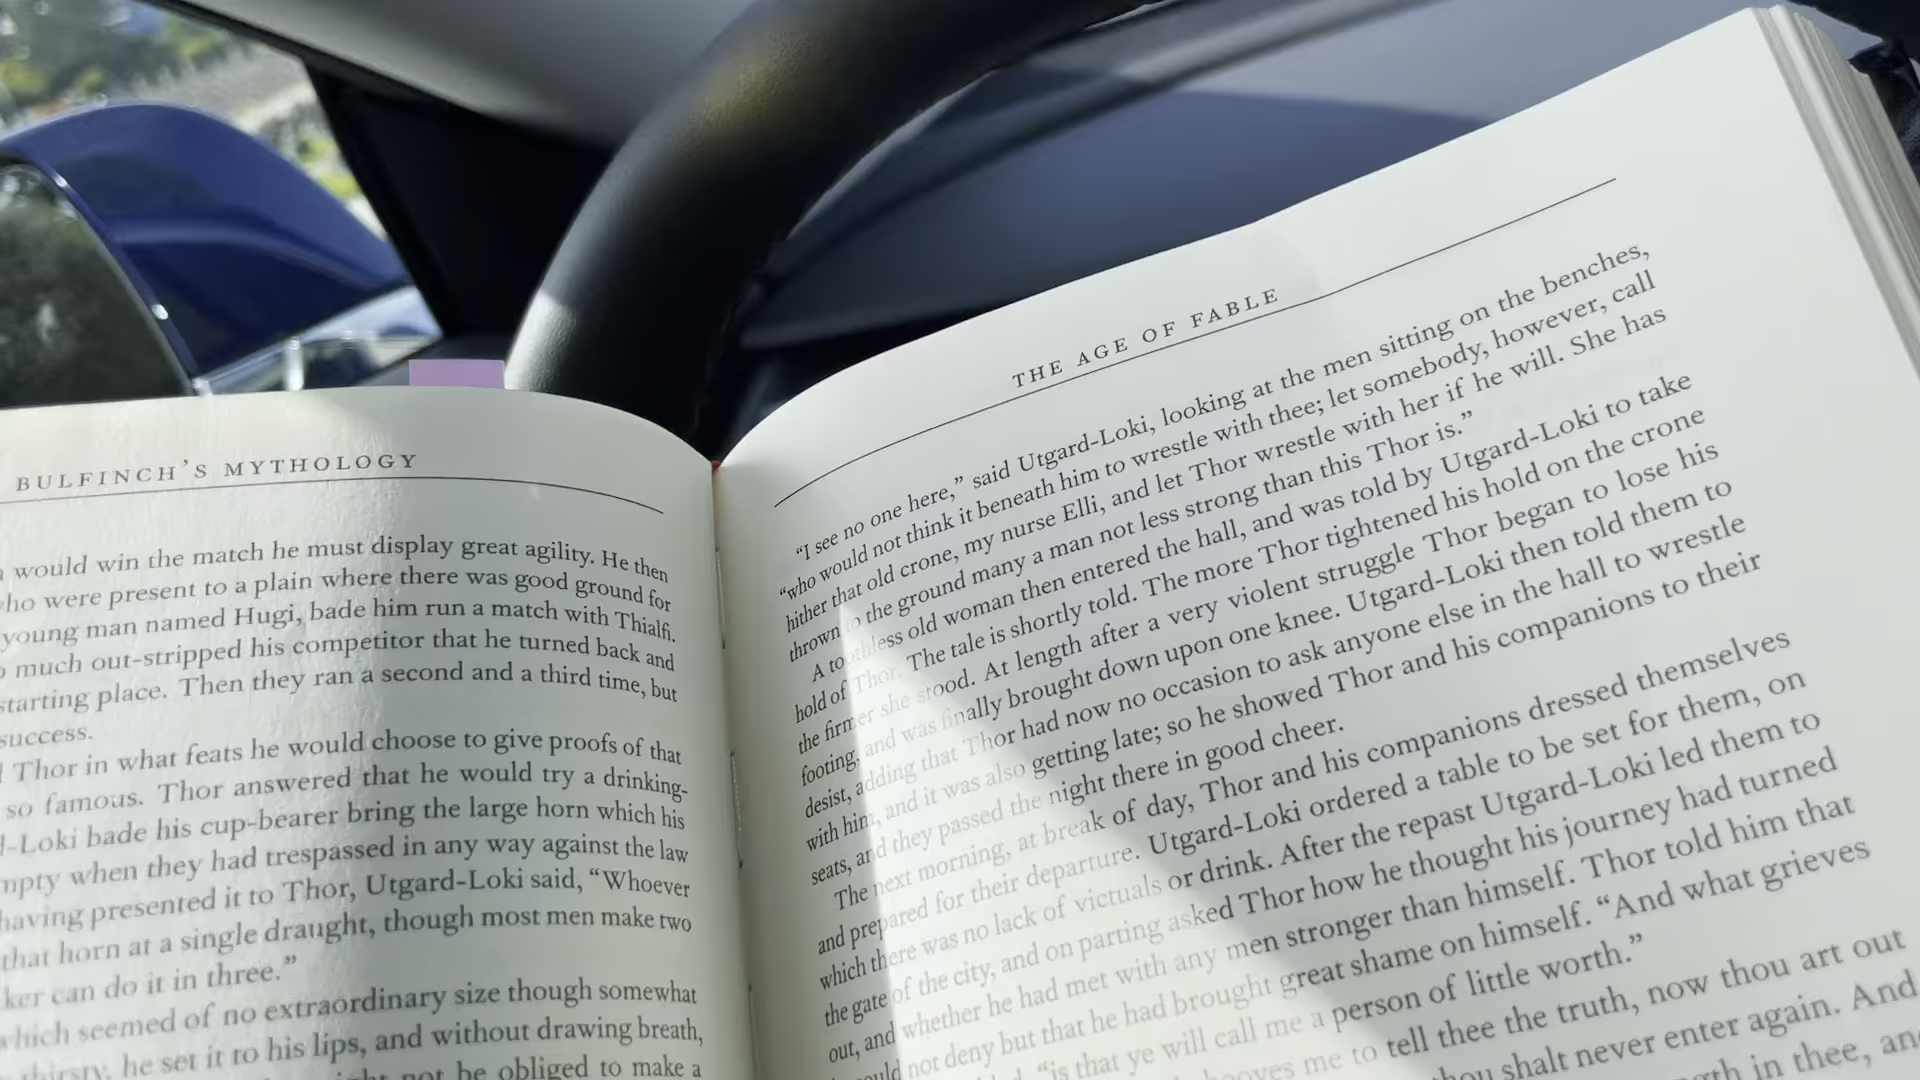 BULFINCH’S MYTHOLOGY
would win the match he must display great agility. He then
who were present to a plain where there was good ground for
young man named Hugi, bade him run a match with Thialfi.
much out-stripped his competitor that he turned back and
starting place. Then they ran a second and a third time, but
success.
Thor in what feats he would choose to give proofs of that
so famous. Thor answered that he would try a drinking-
-Loki bade his cup-bearer bring the large horn which his
empty when they had trespassed in any way against the law
having presented it to Thor, Utgard-Loki said, “Whoever
that horn at a single draught, though most men make two
can do it in three.”
which seemed of no extraordinary size though somewhat
thirsty, he set it to his lips, and without drawing breath,
not be obliged to make a
THE AGE OF FABLE
“I see no one here,” said Utgard-Loki, looking at the men sitting on the benches,
“who would not think it beneath him to wrestle with thee; let somebody, however, call
hither that old crone, my nurse Elli, and let Thor wrestle with her if he will. She has
thrown to the ground many a man not less strong than this Thor is.”
A toothless old woman then entered the hall, and was told by Utgard-Loki to take
hold of Thor. The tale is shortly told. The more Thor tightened his hold on the crone
the firmer she stood. At length after a very violent struggle Thor began to lose his
footing, and was finally brought down upon one knee. Utgard-Loki then told them to
desist, adding that Thor had now no occasion to ask anyone else in the hall to wrestle
with him, and it was also getting late; so he showed Thor and his companions to their
seats, and they passed the night there in good cheer.
The next morning, at break of day, Thor and his companions dressed themselves
and prepared for their departure. Utgard-Loki ordered a table to be set for them, on
which there was no lack of victuals or drink. After the repast Utgard-Loki led them to
the gate of the city, and on parting asked Thor how he thought his journey had turned
out, and whether he had met with any men stronger than himself. Thor told him that
not deny but that he had brought great shame on himself. “And what grieves
“is that ye will call me a person of little worth.”
me to tell thee the truth, now thou art out
thou shalt never enter again. And
in thee, and